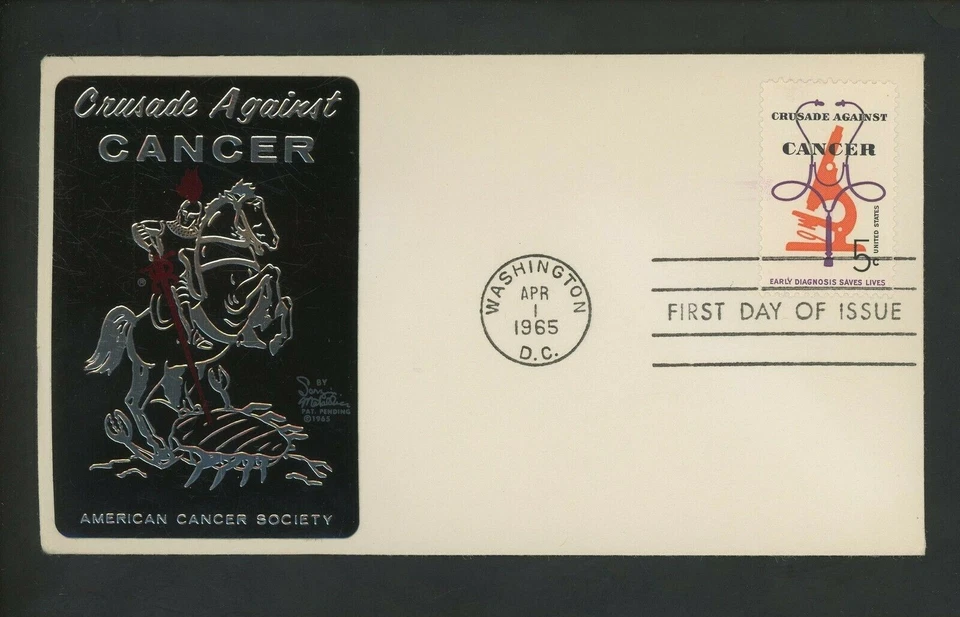 Crusade Against
CANCER
®
BY
PAT. PENDING
©1965
AMERICAN CANCER SOCIETY
WASHINGTON
APR
1
1965
D.C.
CRUSADE AGAINST
CANCER
UNITED STATES
5c
EARLY DIAGNOSIS SAVES LIVES
FIRST DAY OF ISSUE